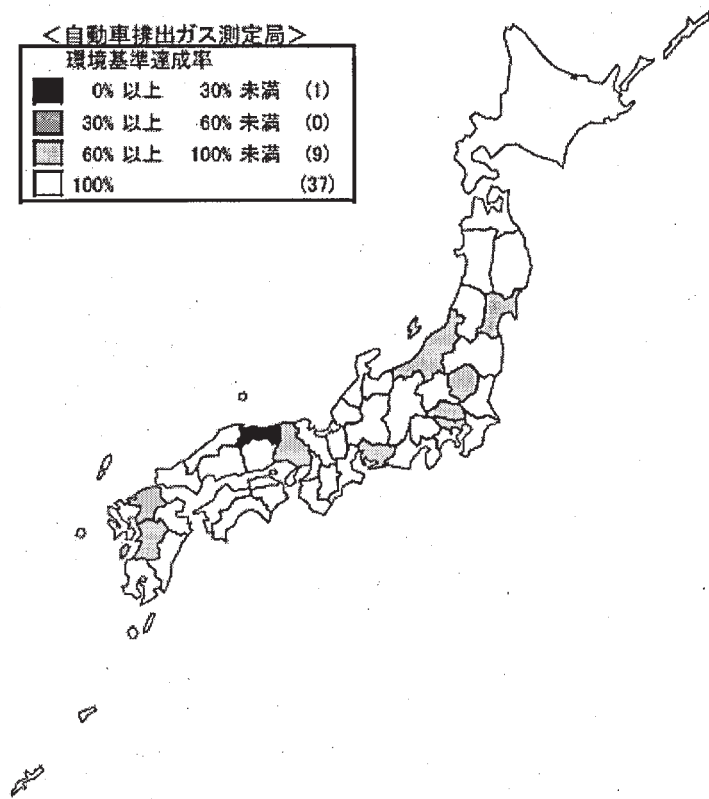 ＜自動車排出ガス測定局＞
環境基準達成率
0% 以上 30% 未満 (1)
30% 以上 60% 未満 (0)
60% 以上 100% 未満 (9)
100% (37)